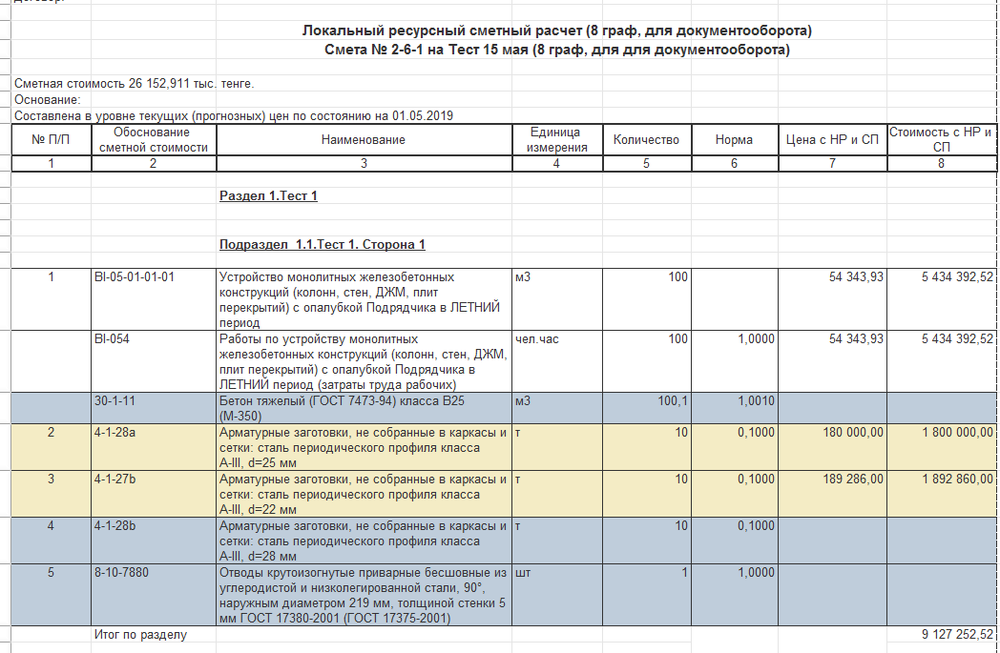 Договор:
Локальный ресурсный сметный расчет (8 граф, для документооборота)
Смета № 2-6-1 на Тест 15 мая (8 граф, для для документооборота)
Сметная стоимость 26 152,911 тыс. тенге.
Основание:
Составлена в уровне текущих (прогнозных) цен по состоянию на 01.05.2019
№ П/П Обоснование сметной стоимости Наименование Единица измерения Количество Норма Цена с НР и СП Стоимость с НР и СП
1 2 3 4 5 6 7 8
Раздел 1.Тест 1
Подраздел 1.1.Тест 1. Сторона 1
1 BI-05-01-01-01 Устройство монолитных железобетонных м3 100 54 343,93 5 434 392,52
конструкций (колонн, стен, ДЖМ, плит
перекрытий) с опалубкой Подрядчика в ЛЕТНИЙ
период
BI-054 Работы по устройству монолитных чел.час 100 1,0000 54 343,93 5 434 392,52
железобетонных конструкций (колонн, стен, ДЖМ,
плит перекрытий) с опалубкой Подрядчика в
ЛЕТНИЙ период (затраты труда рабочих)
30-1-11 Бетон тяжелый (ГОСТ 7473-94) класса В25 м3 100,1 1,0010
(М-350)
2 4-1-28а Арматурные заготовки, не собранные в каркасы и т 10 0,1000 180 000,00 1 800 000,00
сетки: сталь периодического профиля класса
А-III, d=25 мм
3 4-1-27b Арматурные заготовки, не собранные в каркасы и т 10 0,1000 189 286,00 1 892 860,00
сетки: сталь периодического профиля класса
А-III, d=22 мм
4 4-1-28b Арматурные заготовки, не собранные в каркасы и т 10 0,1000
сетки: сталь периодического профиля класса
А-III, d=28 мм
5 8-10-7880 Отводы крутоизогнутые приварные бесшовные из шт 1 1,0000
углеродистой и низколегированной стали, 90°,
наружным диаметром 219 мм, толщиной стенки 5
мм ГОСТ 17380-2001 (ГОСТ 17375-2001)
Итог по разделу 9 127 252,52